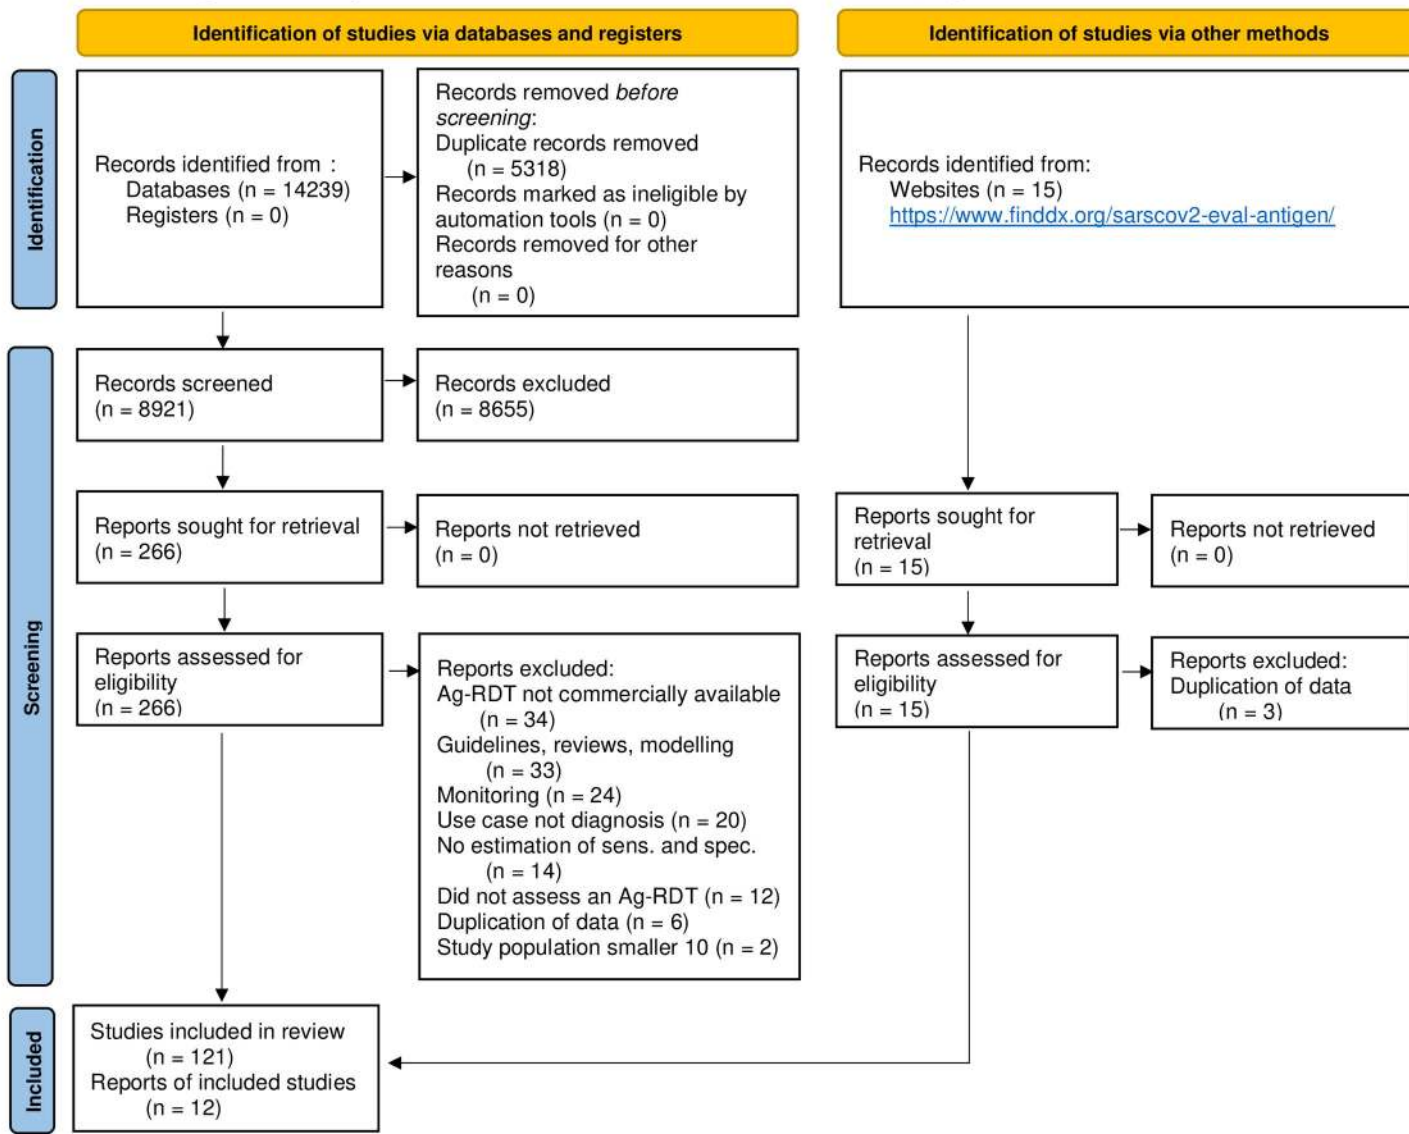 Identification of studies via databases and registers
Identification of studies via other methods
Identification
Records identified from :
Databases (n = 14239)
Registers (n = 0)
Records removed before
screening:
Duplicate records removed
(n = 5318)
Records marked as ineligible by
automation tools (n = 0)
Records removed for other
reasons
(n = 0)
Records identified from:
Websites (n = 15)
https://www.finddx.org/sarscov2-eval-antigen/
Screening
Records screened
(n = 8921)
Records excluded
(n = 8655)
Reports sought for retrieval
(n = 266)
Reports not retrieved
(n = 0)
Reports sought for
retrieval
(n = 15)
Reports not retrieved
(n = 0)
Reports assessed for
eligibility
(n = 266)
Reports excluded:
Ag-RDT not commercially available
(n = 34)
Guidelines, reviews, modelling
(n = 33)
Monitoring (n = 24)
Use case not diagnosis (n = 20)
No estimation of sens. and spec.
(n = 14)
Did not assess an Ag-RDT (n = 12)
Duplication of data (n = 6)
Study population smaller 10 (n = 2)
Reports assessed for
eligibility
(n = 15)
Reports excluded:
Duplication of data
(n = 3)
Included
Studies included in review
(n = 121)
Reports of included studies
(n = 12)